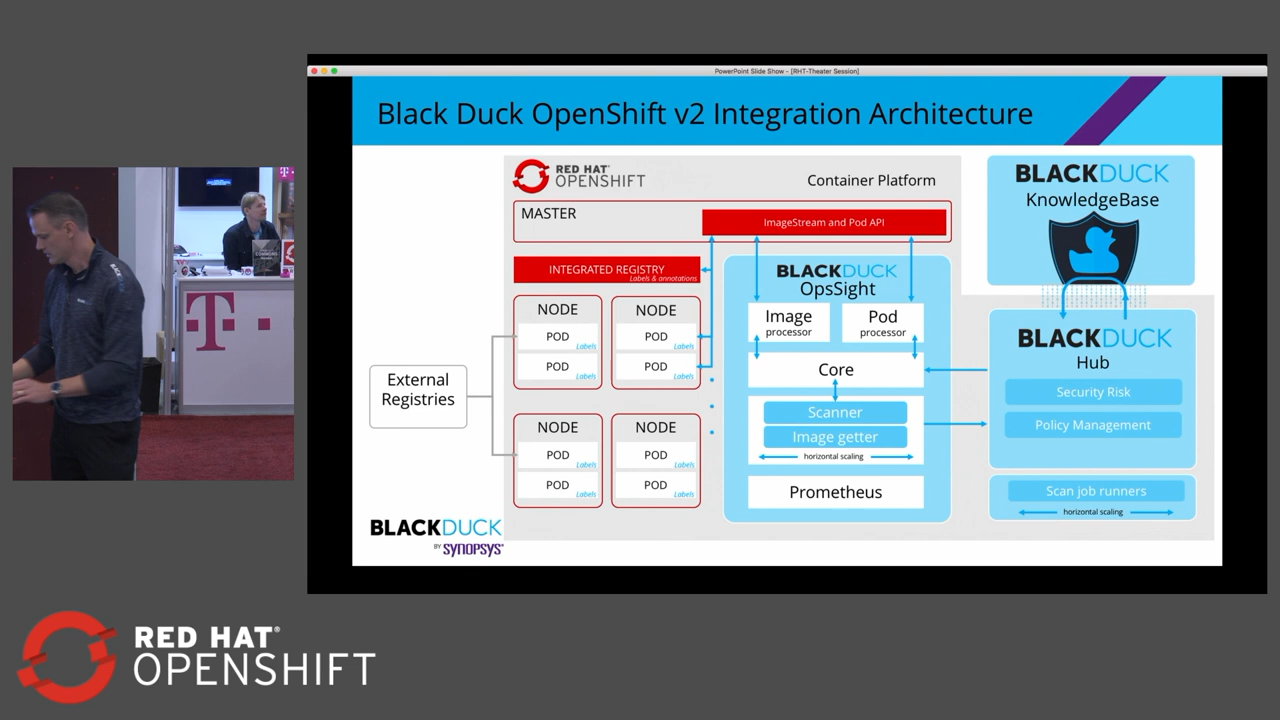 PowerPoint Slide Show - [RHT-Theater Session]
Black Duck OpenShift v2 Integration Architecture
RED HAT®
OPENSHIFT
Container Platform
MASTER
ImageStream and Pod API
INTEGRATED REGISTRY
Labels & annotations
NODE
POD
Labels
POD
Labels
NODE
POD
Labels
POD
Labels
NODE
POD
Labels
POD
Labels
NODE
POD
Labels
POD
Labels
External
Registries
BLACKDUCK
OpsSight
Image
processor
Pod
processor
Core
Scanner
Image getter
horizontal scaling
Prometheus
BLACKDUCK
KnowledgeBase
BLACKDUCK
Hub
Security Risk
Policy Management
Scan job runners
horizontal scaling
BLACKDUCK
BY SYNOPSYS®
T
COMMONS
RED HAT®
OPENSHIFT